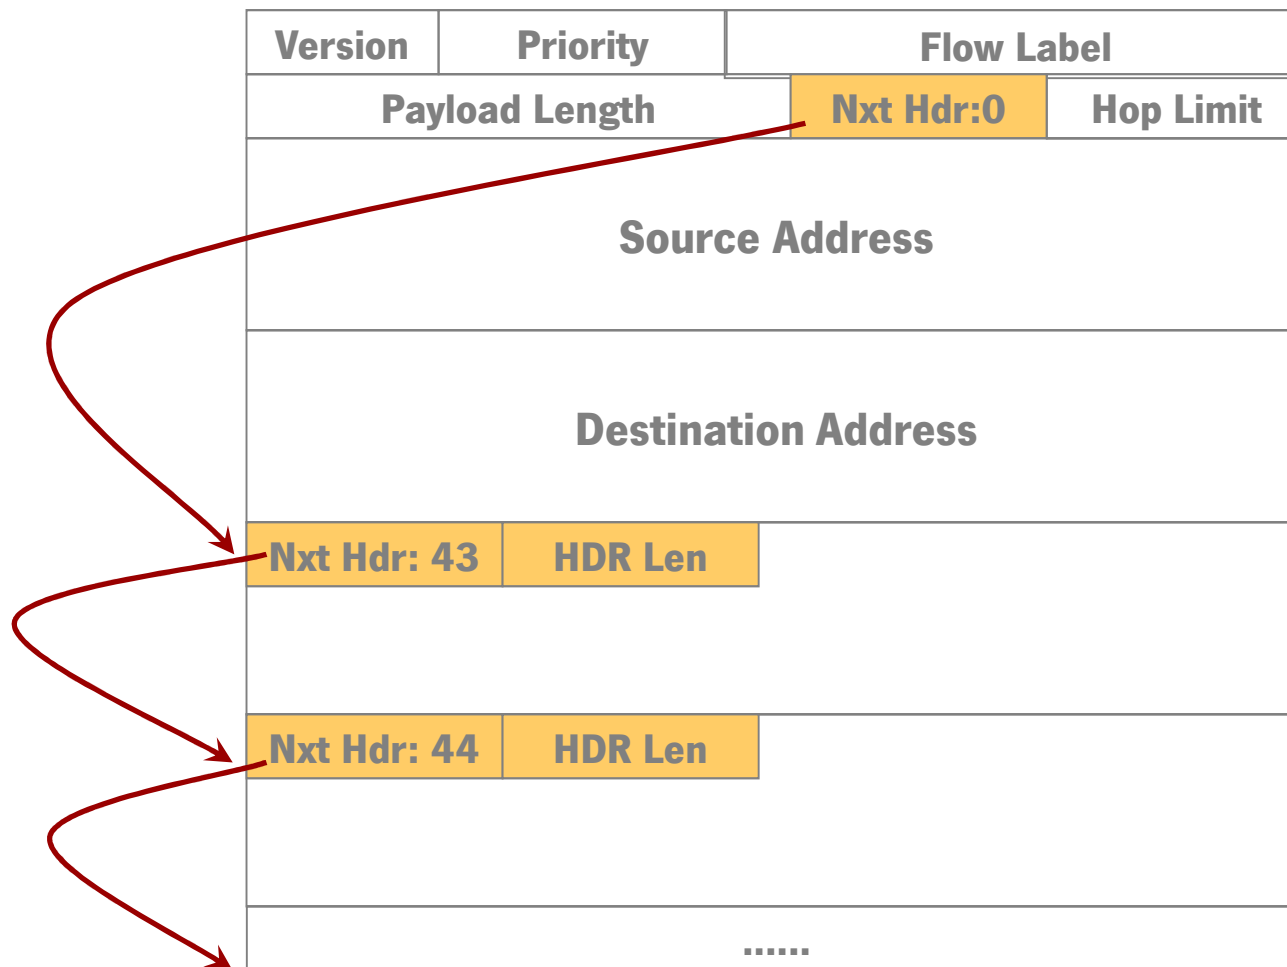 Version Priority Flow Label
Payload Length Nxt Hdr:0 Hop Limit
Source Address
Destination Address
Nxt Hdr: 43 HDR Len
Nxt Hdr: 44 HDR Len
......